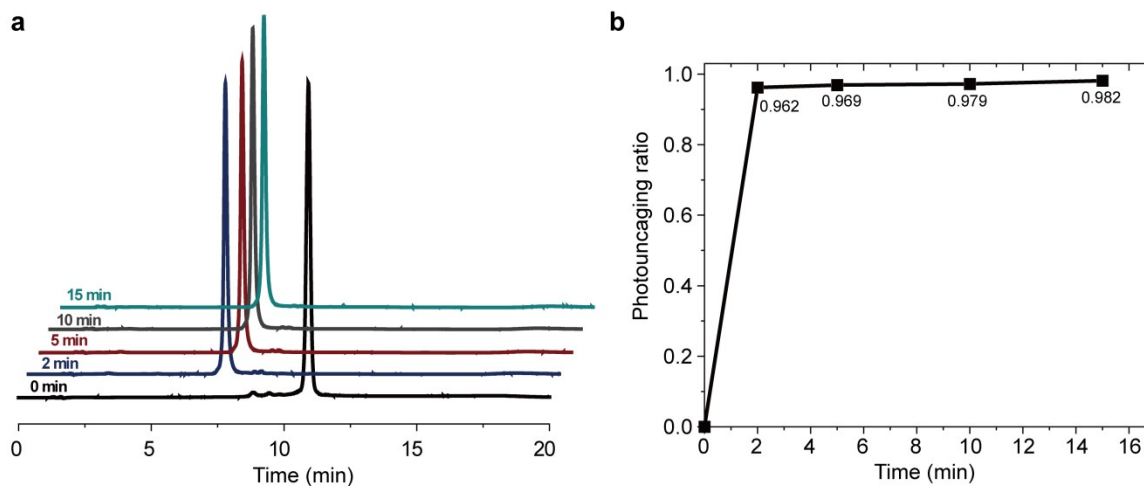 a
15 min
10 min
5 min
2 min
0 min
0 5 10 15 20
Time (min)
b
Photouncaging ratio
1.0
0.8
0.6
0.4
0.2
0.0
0.962 0.969 0.979 0.982
0 2 4 6 8 10 12 14 16
Time (min)